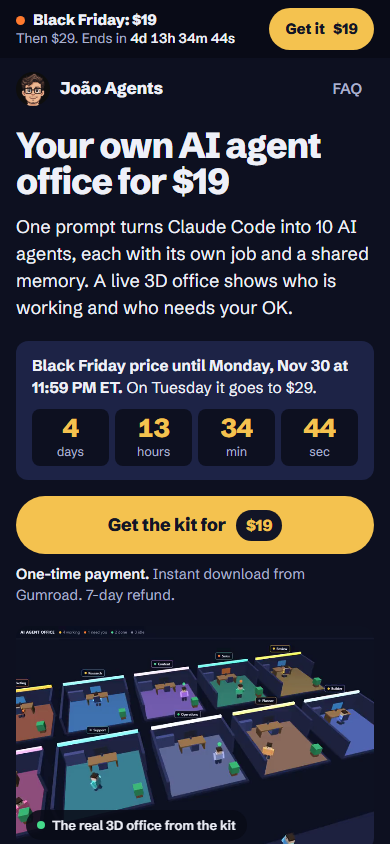 Black Friday: $19
Then $29. Ends in 4d 13h 34m 44s
Get it $19
João Agents
FAQ
Your own AI agent
office for $19
One prompt turns Claude Code into 10 AI
agents, each with its own job and a shared
memory. A live 3D office shows who is
working and who needs your OK.
Black Friday price until Monday, Nov 30 at
11:59 PM ET. On Tuesday it goes to $29.
4 13 34 44
days hours min sec
Get the kit for $19
One-time payment. Instant download from
Gumroad. 7-day refund.
AI AGENT OFFICE
Research
Content
Support
Operations
Builder
The real 3D office from the kit